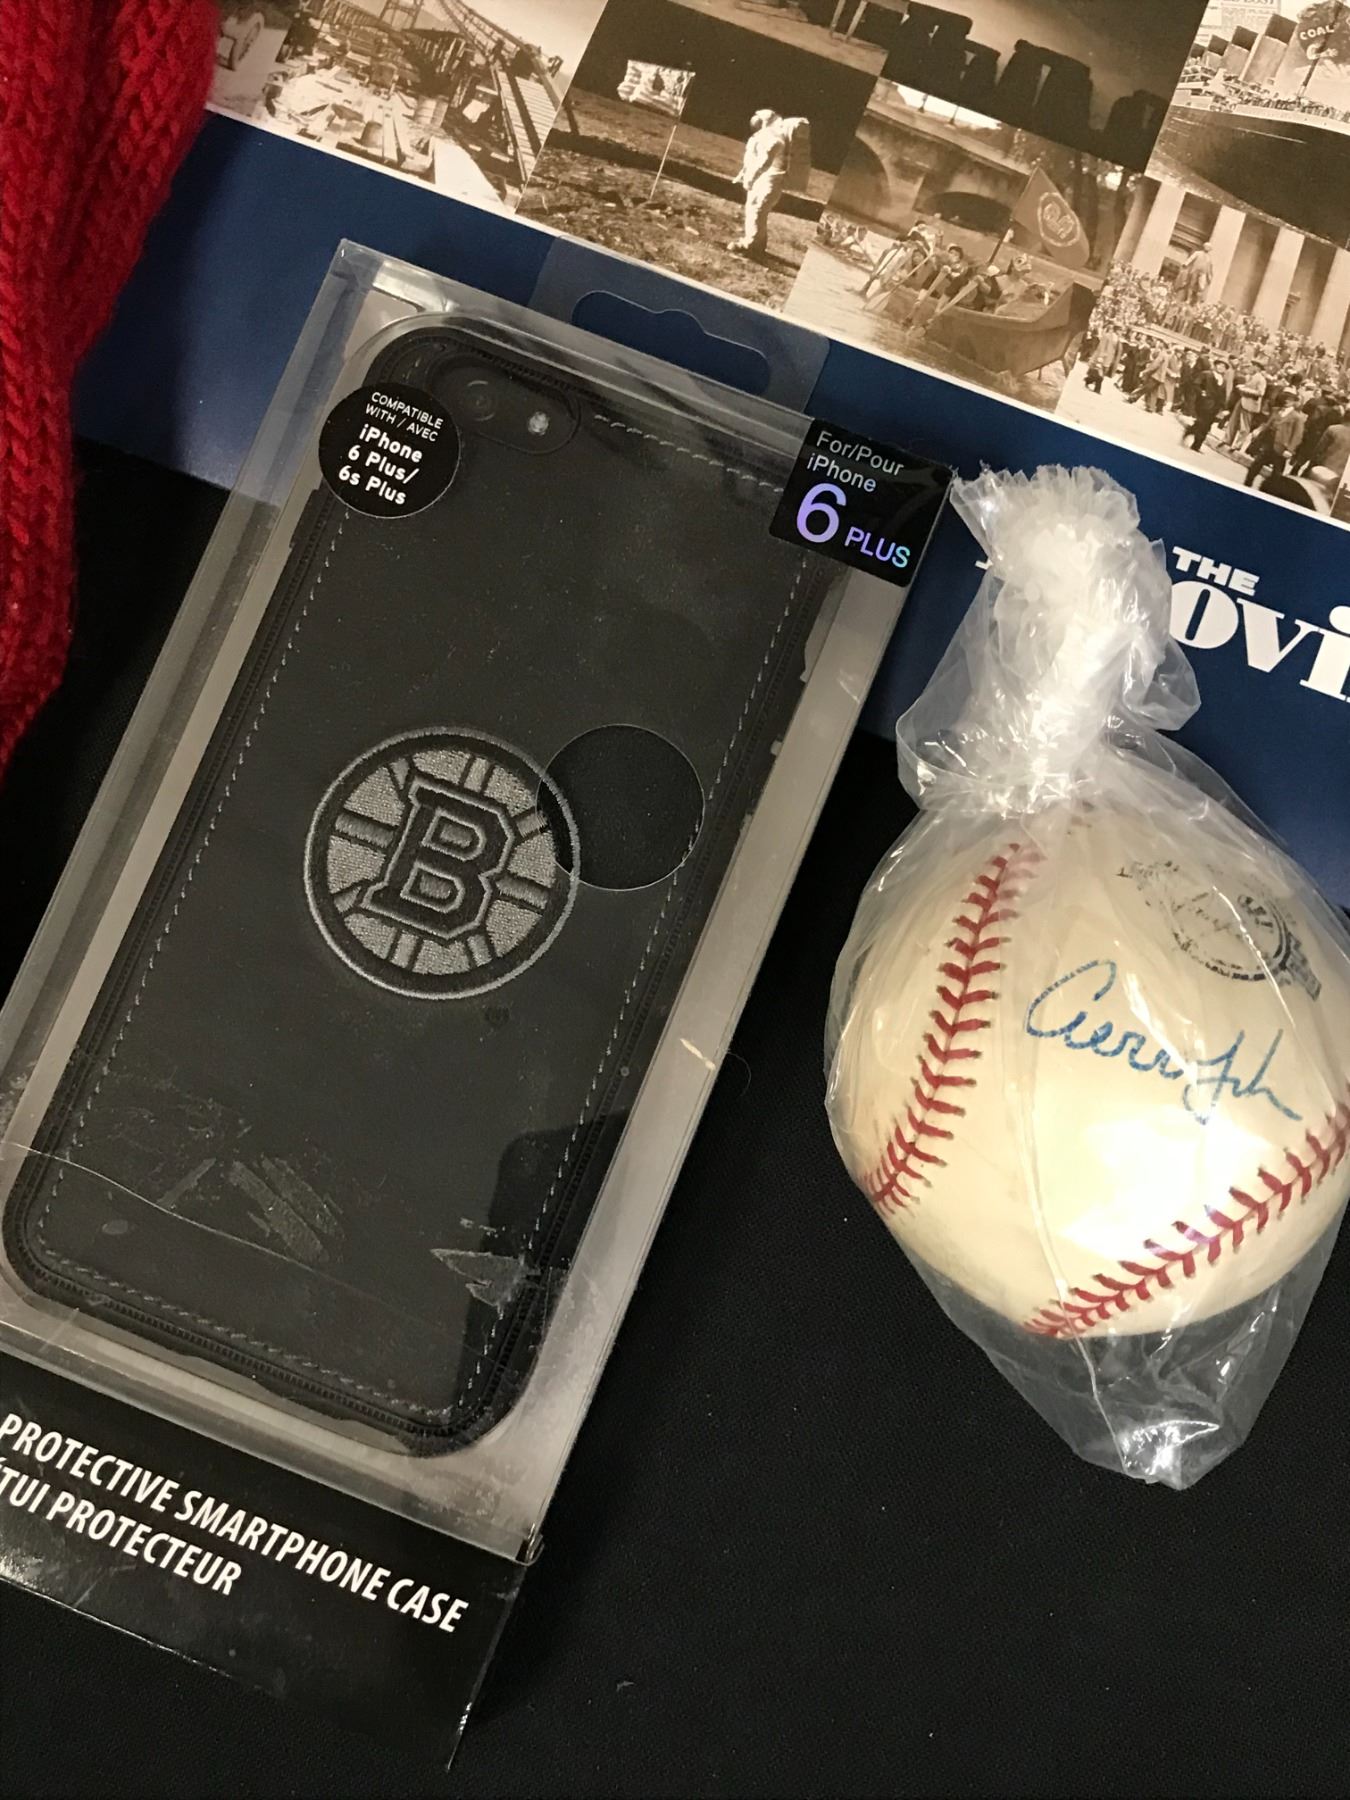 COAL
COMPATIBLE
WITH / AVEC
iPhone
6 Plus/
6s Plus
For/Pour
iPhone
6 PLUS
THE
B
PROTECTIVE SMARTPHONE CASE
TUI PROTECTEUR